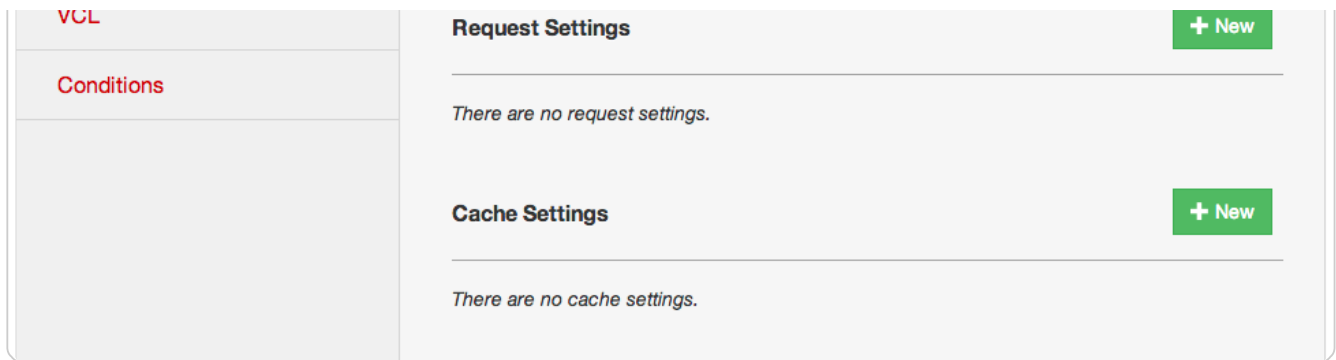 VCL
Request Settings
+ New
Conditions
There are no request settings.
Cache Settings
+ New
There are no cache settings.